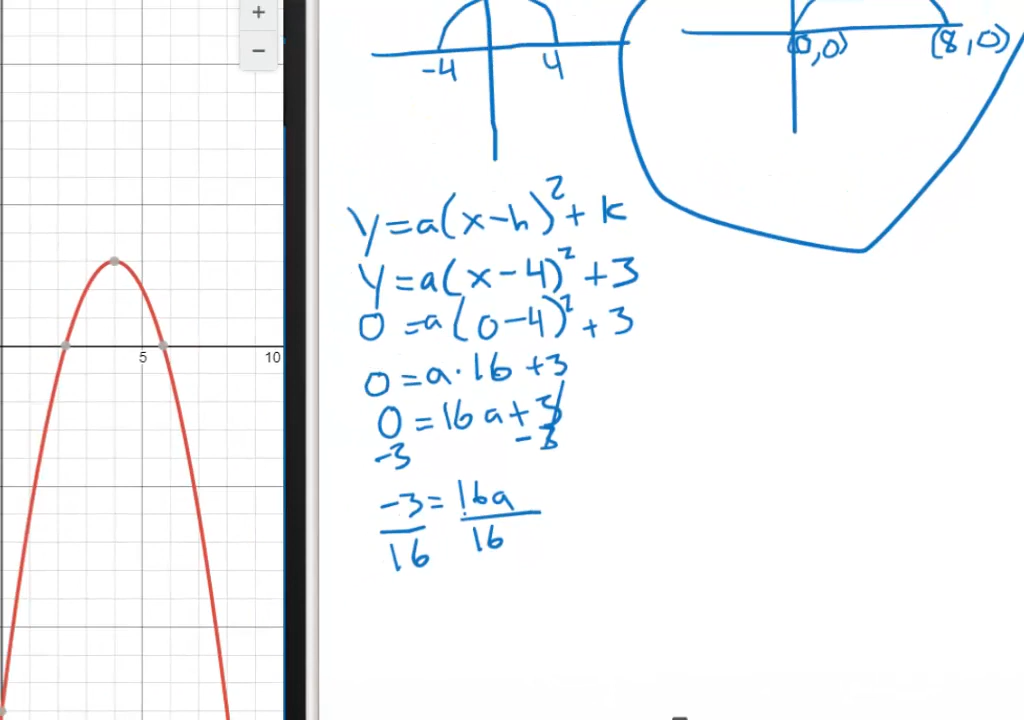 +
−
5
10
-4
4
(0,0)
(8,0)
y=a(x-h)²+k
y=a(x-4)²+3
0=a(0-4)²+3
0=a·16+3
0=16a+3
-3 -3
-3=16a
16 16